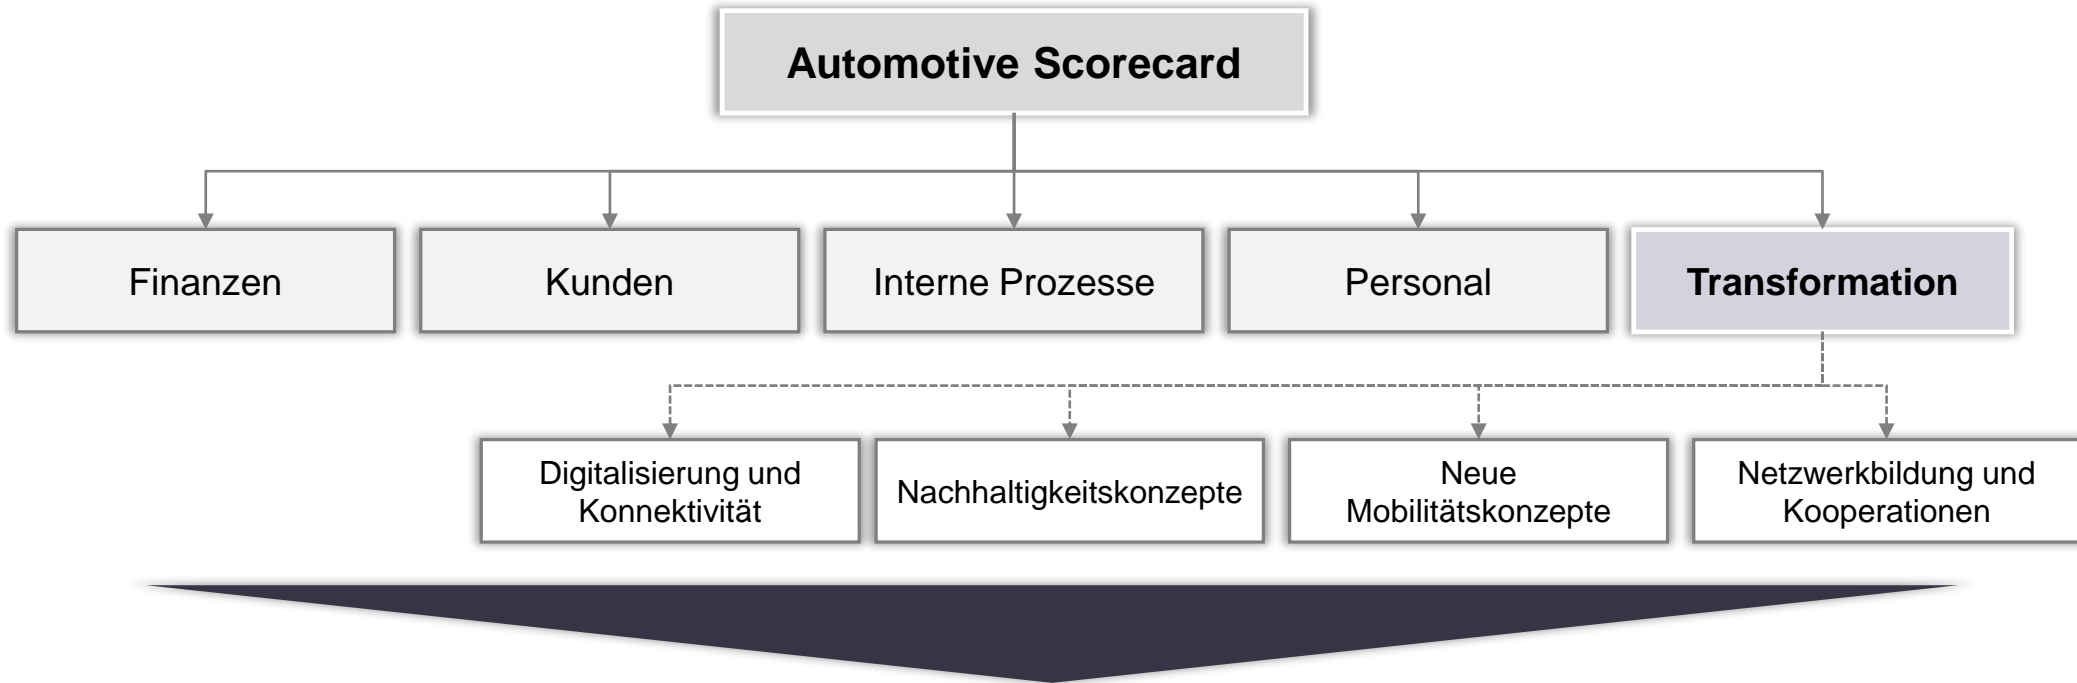 Automotive Scorecard
Finanzen
Kunden
Interne Prozesse
Personal
Transformation
Digitalisierung und
Konnektivität
Nachhaltigkeitskonzepte
Neue
Mobilitätskonzepte
Netzwerkbildung und
Kooperationen